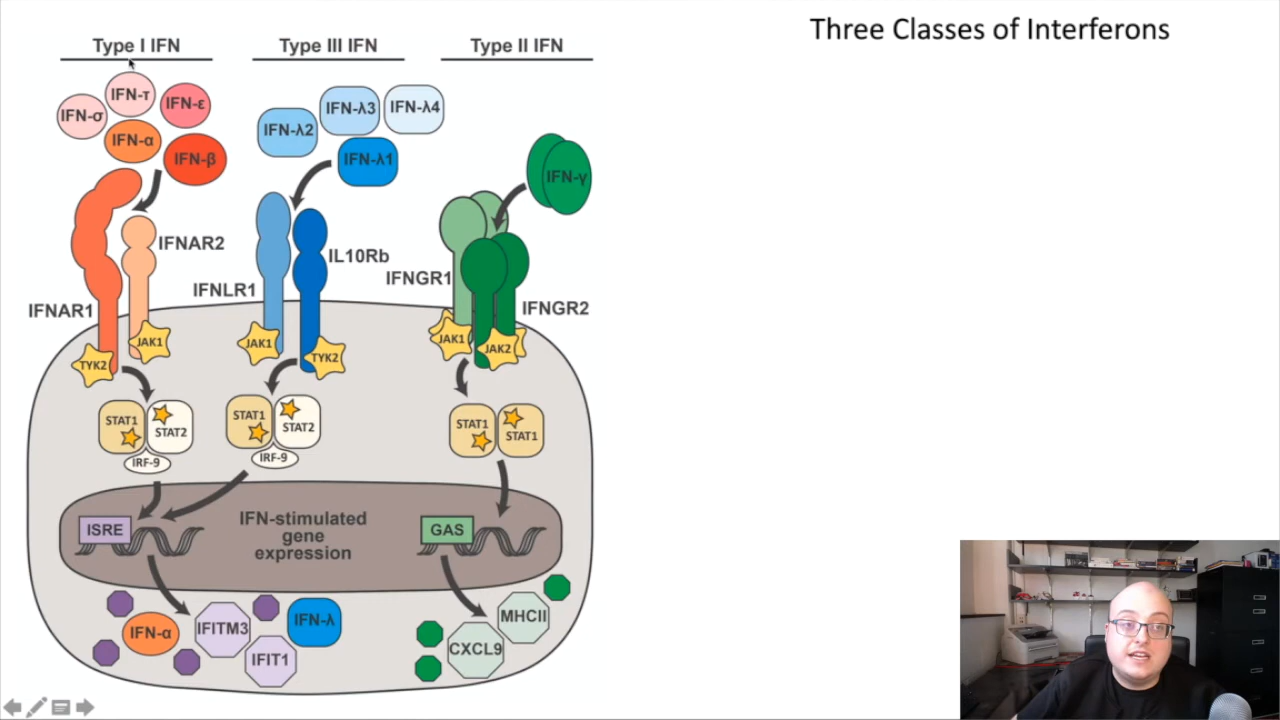 Three Classes of Interferons
Type I IFN
Type III IFN
Type II IFN
IFN-τ
IFN-σ
IFN-ε
IFN-α
IFN-β
IFN-λ2
IFN-λ3
IFN-λ4
IFN-λ1
IFN-γ
IFNAR2
IFNAR1
IFNLR1
IL10Rb
IFNGR1
IFNGR2
TYK2
JAK1
JAK1
TYK2
JAK1
JAK2
STAT1
STAT2
IRF-9
STAT1
STAT2
IRF-9
STAT1
STAT1
ISRE
IFN-stimulated
gene
expression
GAS
IFN-α
IFITM3
IFIT1
IFN-λ
CXCL9
MHCII